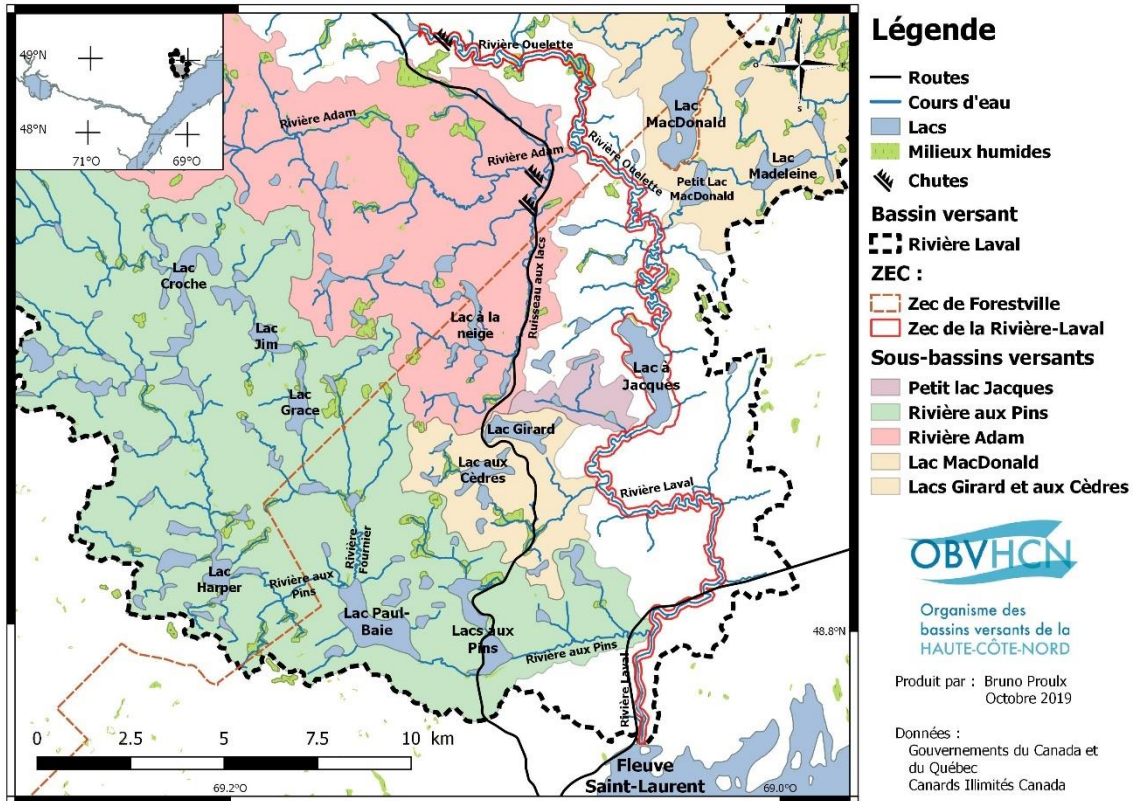 49°N
48°N
71°O
69°O
Rivière Ouelette
N
O
E
S
Lac
MacDonald
Rivière Adam
Rivière Adam
Rivière Ouelette
Lac
Madeleine
Petit Lac
MacDonald
Lac
Croche
Ruisseau aux lacs
Lac à la
neige
Lac
Jim
Lac à
Jacques
Lac
Grace
Lac Girard
Lac aux
Cèdres
Rivière Laval
Rivière
Fournier
Lac
Harper
Rivière aux
Pins
Lac Paul-
Baie
Lacs aux
Pins
Rivière aux Pins
48.8°N
Rivière Laval
0 2.5 5 7.5 10 km
Fleuve
Saint-Laurent
69.2°O
69.0°O
Légende
Routes
Cours d'eau
Lacs
Milieux humides
Chutes
Bassin versant
Rivière Laval
ZEC :
Zec de Forestville
Zec de la Rivière-Laval
Sous-bassins versants
Petit lac Jacques
Rivière aux Pins
Rivière Adam
Lac MacDonald
Lacs Girard et aux Cèdres
OBVHCN
Organisme des
bassins versants de la
HAUTE-CÔTE-NORD
Produit par : Bruno Proulx
Octobre 2019
Données :
Gouvernements du Canada et
du Québec
Canards Illimités Canada